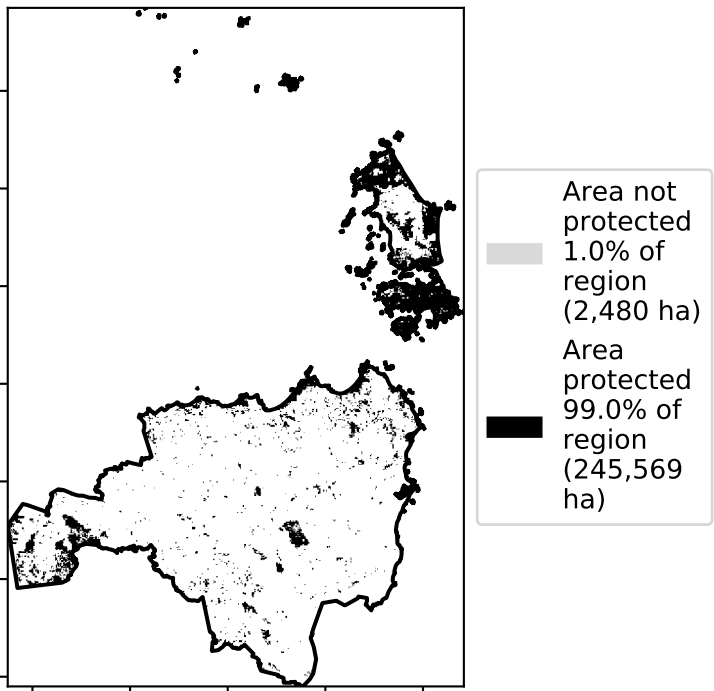 Area not
protected
1.0% of
region
(2,480 ha)
Area
protected
99.0% of
region
(245,569
ha)